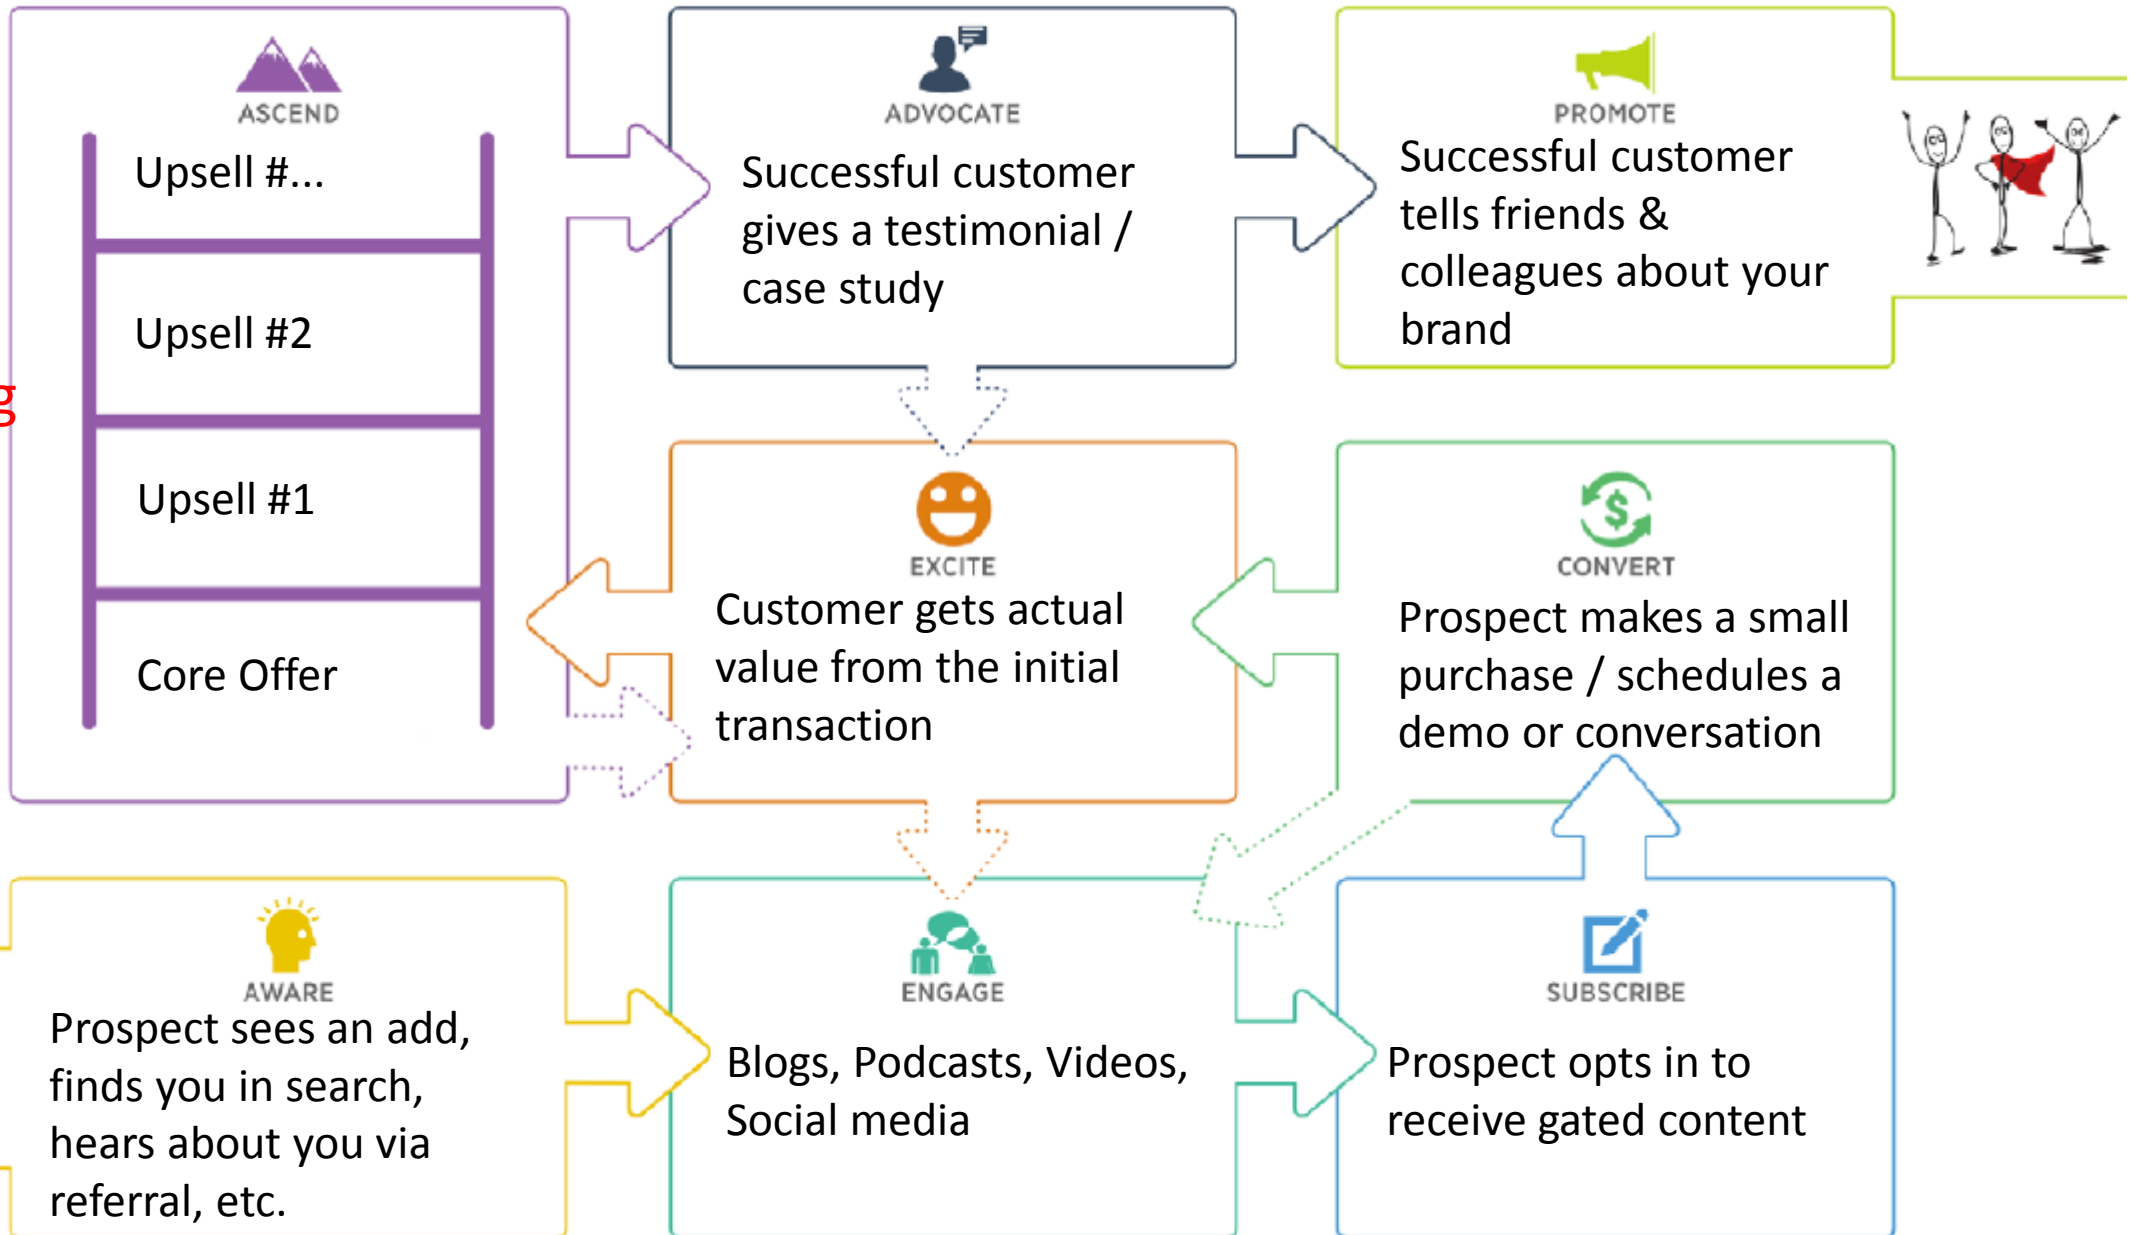 ASCEND
Upsell #...
Upsell #2
Upsell #1
Core Offer
ADVOCATE
Successful customer
gives a testimonial /
case study
PROMOTE
Successful customer
tells friends &
colleagues about your
brand
g
EXCITE
Customer gets actual
value from the initial
transaction
CONVERT
Prospect makes a small
purchase / schedules a
demo or conversation
AWARE
Prospect sees an add,
finds you in search,
hears about you via
referral, etc.
ENGAGE
Blogs, Podcasts, Videos,
Social media
SUBSCRIBE
Prospect opts in to
receive gated content